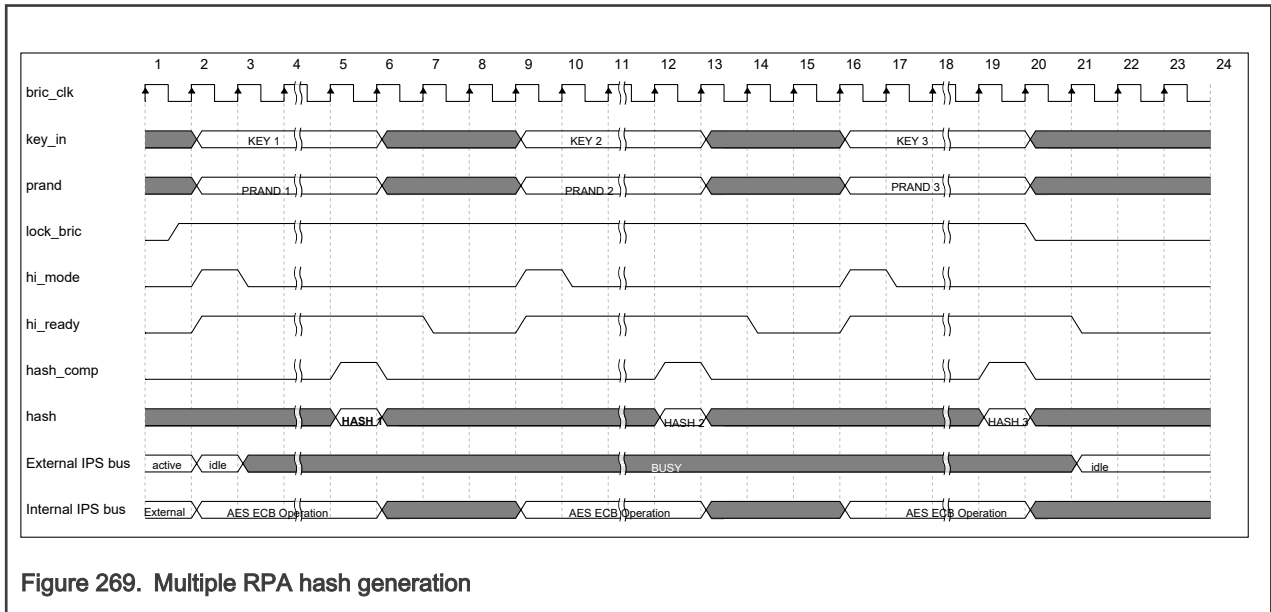 1 2 3 4 5 6 7 8 9 10 11 12 13 14 15 16 17 18 19 20 21 22 23 24
bric_clk
key_in KEY 1 KEY 2 KEY 3
prand PRAND 1 PRAND 2 PRAND 3
lock_bric
hi_mode
hi_ready
hash_comp
hash HASH 1 HASH 2 HASH 3
External IPS bus active idle BUSY idle
Internal IPS bus External AES ECB Operation AES ECB Operation AES ECB Operation
Figure 269. Multiple RPA hash generation